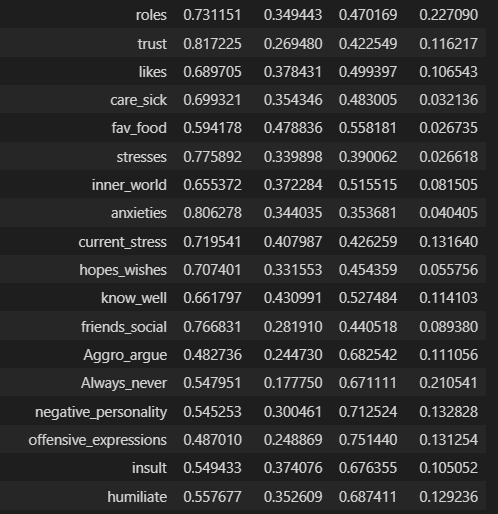 roles 0.731151 0.349443 0.470169 0.227090
trust 0.817225 0.269480 0.422549 0.116217
likes 0.689705 0.378431 0.499397 0.106543
care_sick 0.699321 0.354346 0.483005 0.032136
fav_food 0.594178 0.478836 0.558181 0.026735
stresses 0.775892 0.339898 0.390062 0.026618
inner_world 0.655372 0.372284 0.515515 0.081505
anxieties 0.806278 0.344035 0.353681 0.040405
current_stress 0.719541 0.407987 0.426259 0.131640
hopes_wishes 0.707401 0.331553 0.454359 0.055756
know_well 0.661797 0.430991 0.527484 0.114103
friends_social 0.766831 0.281910 0.440518 0.089380
Aggro_argue 0.482736 0.244730 0.682542 0.111056
Always_never 0.547951 0.177750 0.671111 0.210541
negative_personality 0.545253 0.300461 0.712524 0.132828
offensive_expressions 0.487010 0.248869 0.751440 0.131254
insult 0.549433 0.374076 0.676355 0.105052
humiliate 0.557677 0.352609 0.687411 0.129236